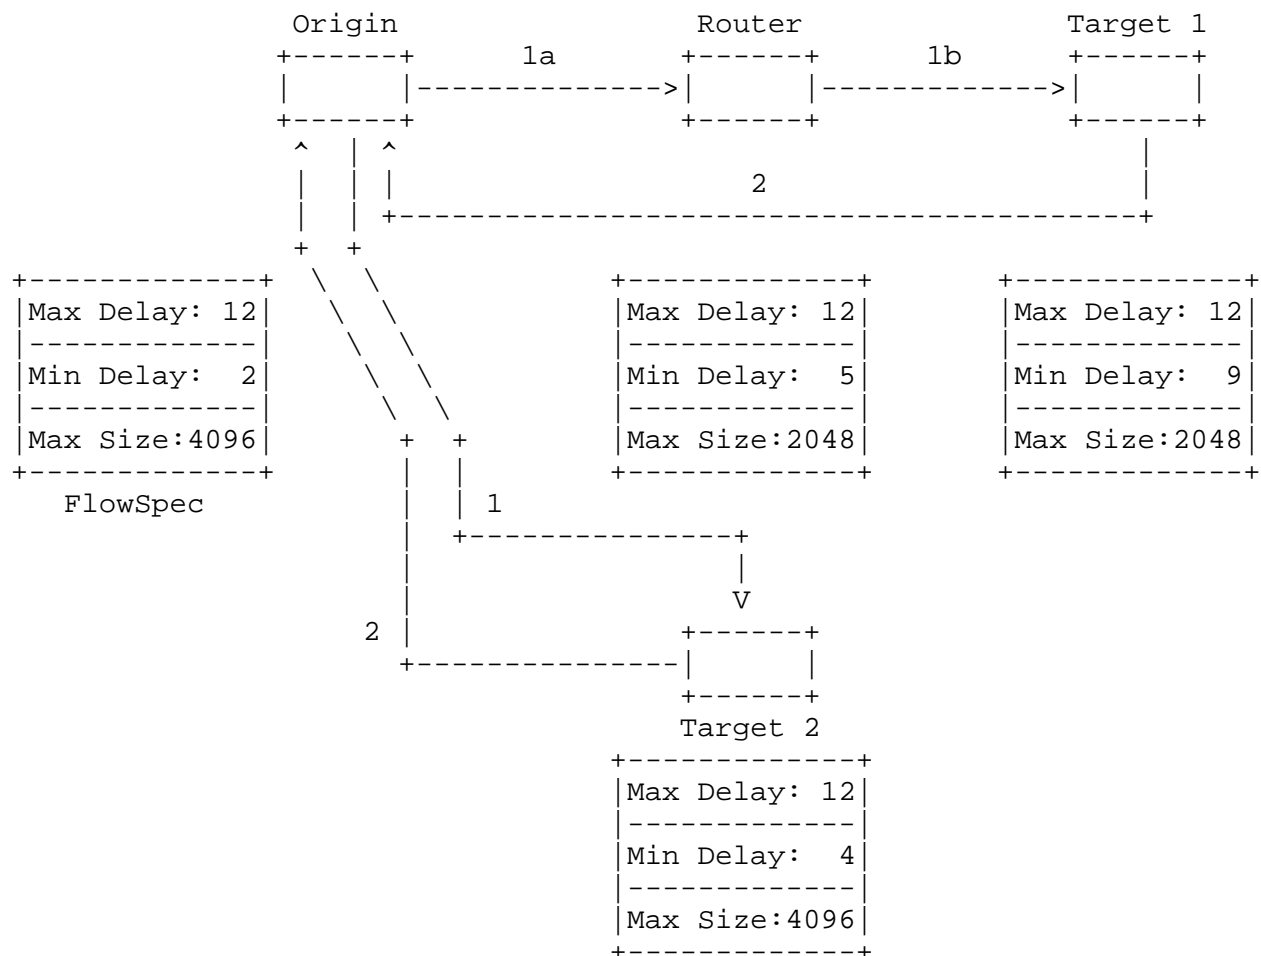 Origin Router Target 1
1a 1b
2
Max Delay: 12 Max Delay: 12 Max Delay: 12
Min Delay: 2 Min Delay: 5 Min Delay: 9
Max Size:4096 Max Size:2048 Max Size:2048
FlowSpec 1
2
Target 2
Max Delay: 12
Min Delay: 4
Max Size:4096